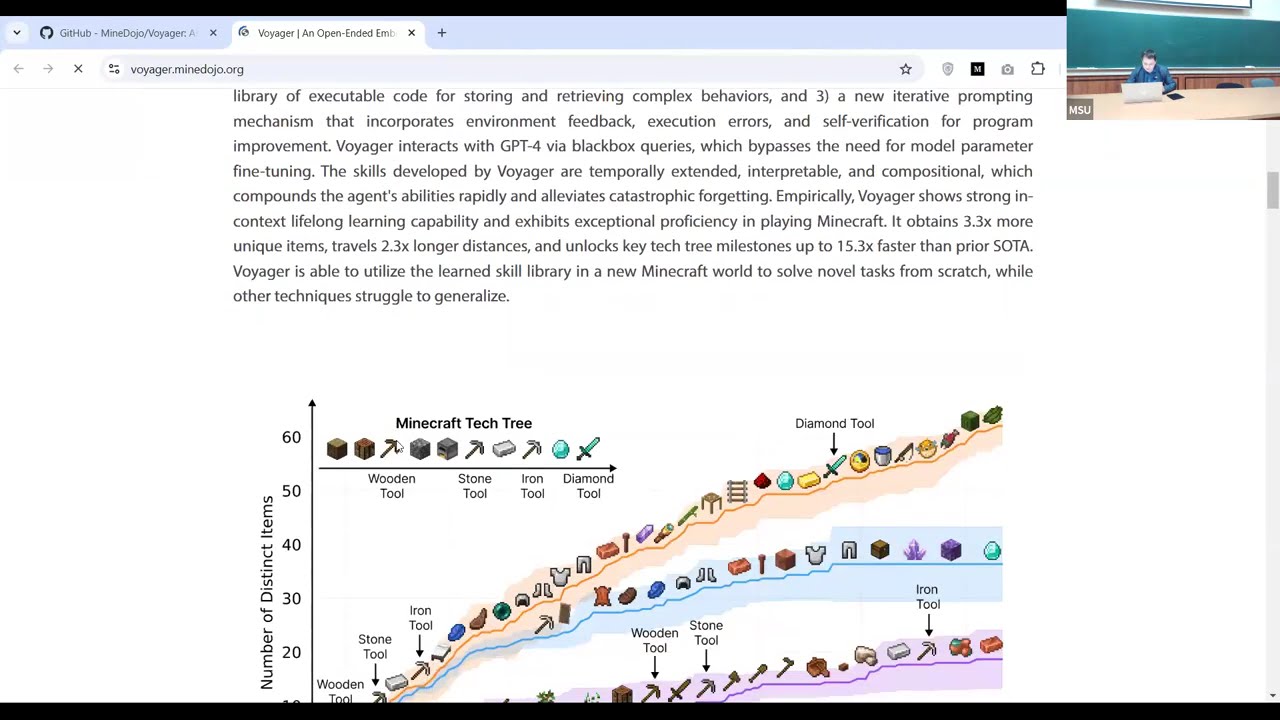 GitHub - MineDojo/Voyager: A
Voyager | An Open-Ended Emb
voyager.minedojo.org
M
MSU
library of executable code for storing and retrieving complex behaviors, and 3) a new iterative prompting
mechanism that incorporates environment feedback, execution errors, and self-verification for program
improvement. Voyager interacts with GPT-4 via blackbox queries, which bypasses the need for model parameter
fine-tuning. The skills developed by Voyager are temporally extended, interpretable, and compositional, which
compounds the agent's abilities rapidly and alleviates catastrophic forgetting. Empirically, Voyager shows strong in-
context lifelong learning capability and exhibits exceptional proficiency in playing Minecraft. It obtains 3.3x more
unique items, travels 2.3x longer distances, and unlocks key tech tree milestones up to 15.3x faster than prior SOTA.
Voyager is able to utilize the learned skill library in a new Minecraft world to solve novel tasks from scratch, while
other techniques struggle to generalize.
Minecraft Tech Tree
Wooden
Tool
Stone
Tool
Iron
Tool
Diamond
Tool
Diamond Tool
Number of Distinct Items
60
50
40
30
20
Iron
Tool
Stone
Tool
Wooden
Tool
Wooden
Tool
Stone
Tool
Iron
Tool